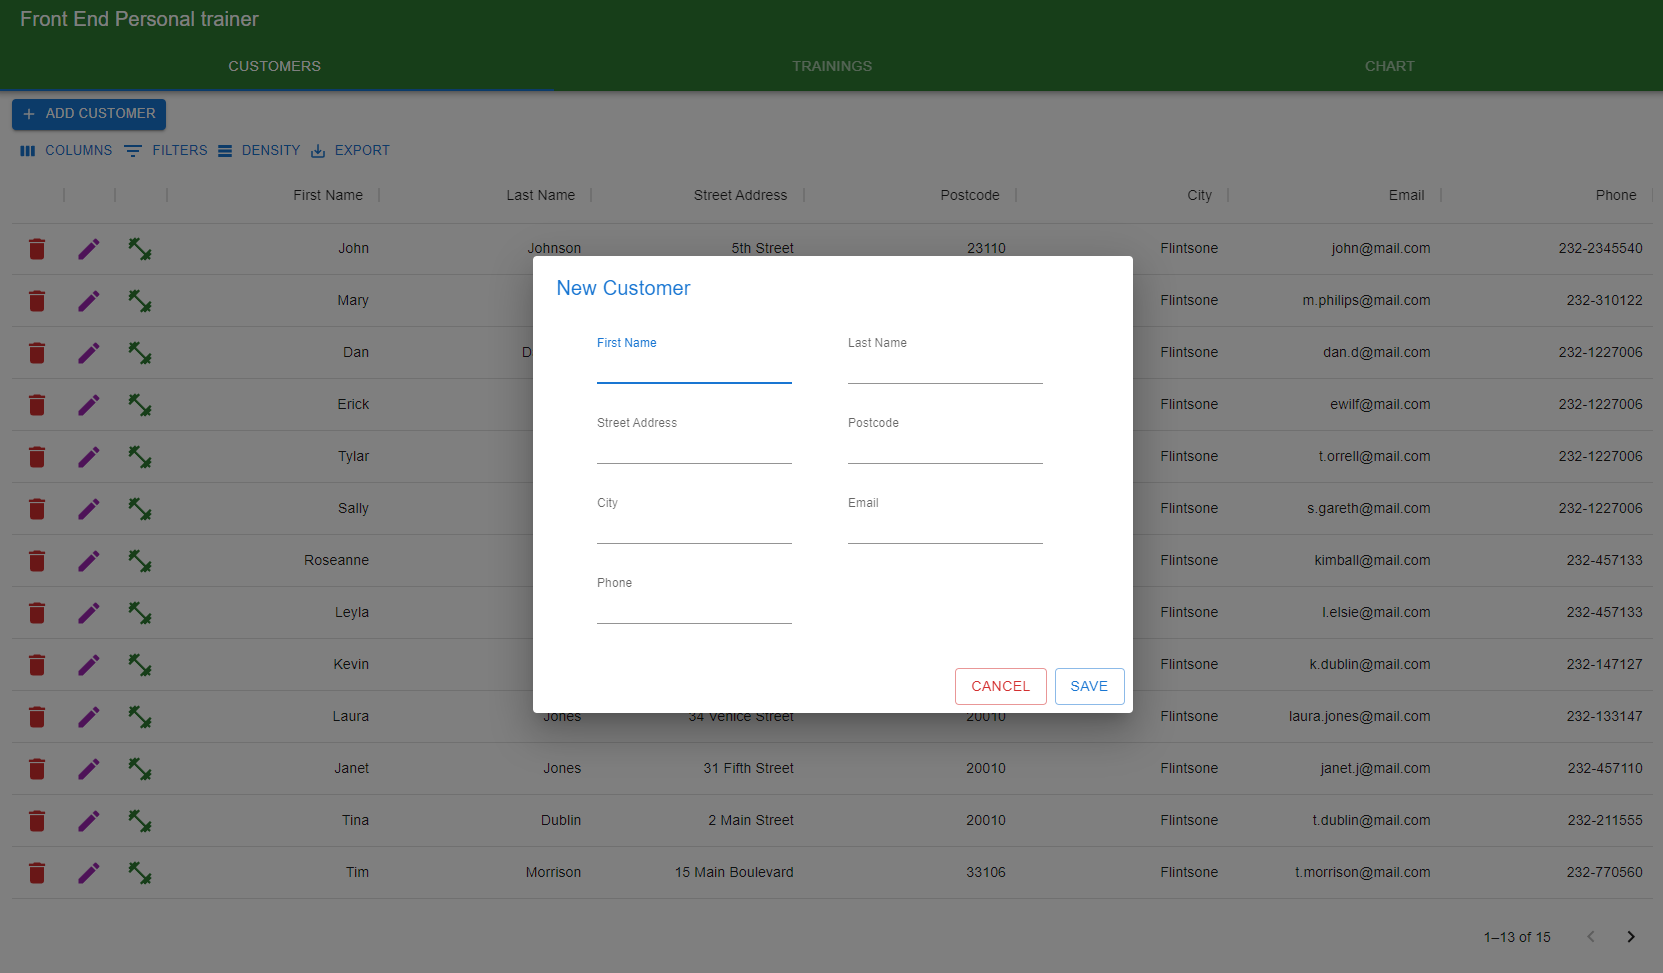 Front End Personal trainer
CUSTOMERS TRAININGS CHART
ADD CUSTOMER
COLUMNS FILTERS DENSITY EXPORT
First Name Last Name Street Address Postcode City Email Phone
John Johnson 5th Street 23110 Flintsone john@mail.com 232-2345540
Mary Flintsone m.philips@mail.com 232-310122
Dan D Flintsone dan.d@mail.com 232-1227006
Erick Flintsone ewilf@mail.com 232-1227006
Tylar Flintsone t.orrell@mail.com 232-1227006
Sally Flintsone s.gareth@mail.com 232-1227006
Roseanne Flintsone kimball@mail.com 232-457133
Leyla Flintsone l.elsie@mail.com 232-457133
Kevin Flintsone k.dublin@mail.com 232-147127
Laura Jones 34 Venice Street 20010 Flintsone laura.jones@mail.com 232-133147
Janet Jones 31 Fifth Street 20010 Flintsone janet.j@mail.com 232-457110
Tina Dublin 2 Main Street 20010 Flintsone t.dublin@mail.com 232-211555
Tim Morrison 15 Main Boulevard 33106 Flintsone t.morrison@mail.com 232-770560
1–13 of 15
New Customer
First Name Last Name
Street Address Postcode
City Email
Phone
CANCEL SAVE